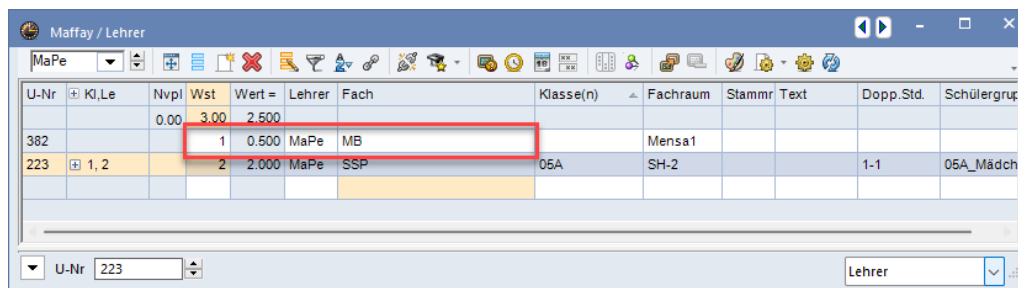 Maffay / Lehrer
MaPe
U-Nr Kl,Le Nvpl Wst Wert = Lehrer Fach Klasse(n) Fachraum Stammr Text Dopp.Std. Schülergrup
0.00 3.00 2.500
382 1 0.500 MaPe MB Mensa1
223 1, 2 2 2.000 MaPe SSP 05A SH-2 1-1 05A_Mädch
U-Nr 223 Lehrer